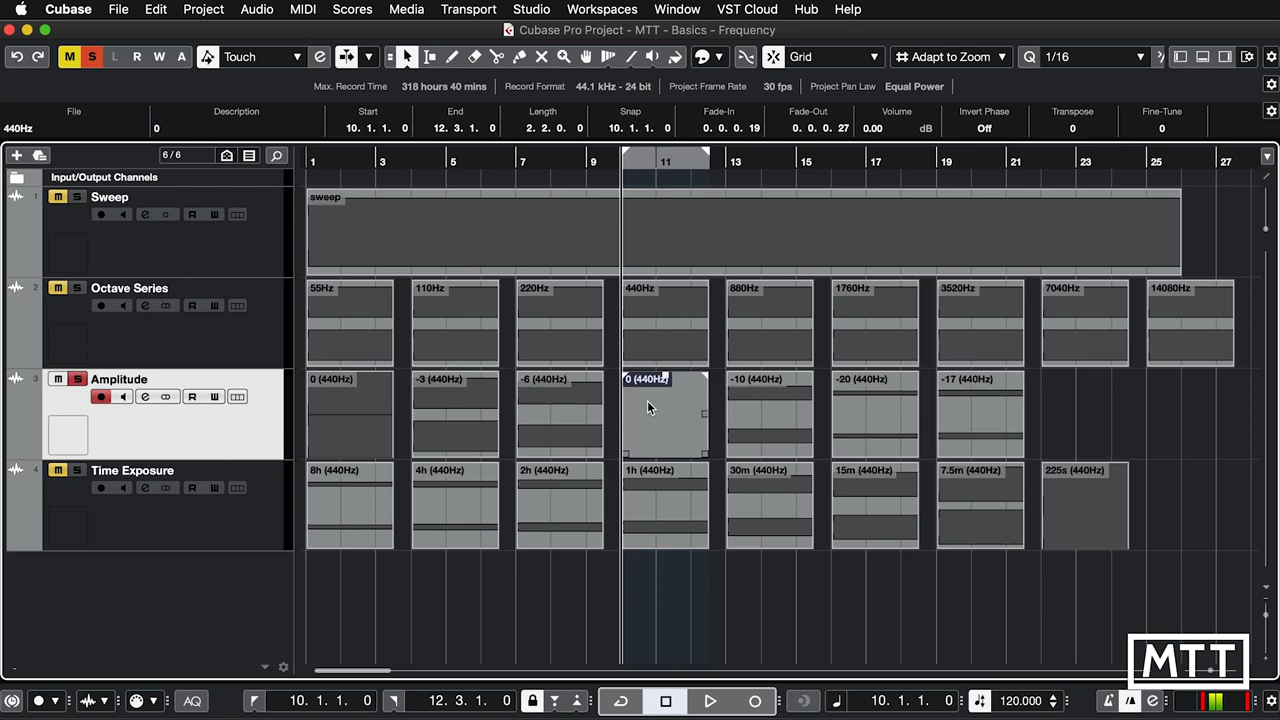 Cubase File Edit Project Audio MIDI Scores Media Transport Studio Workspaces Window VST Cloud Hub Help
Cubase Pro Project - MTT - Basics - Frequency
M S L R W A Touch Grid Adapt to Zoom Q 1/16
Max. Record Time 318 hours 40 mins Record Format 44.1 kHz - 24 bit Project Frame Rate 30 fps Project Pan Law Equal Power
File Description Start End Length Snap Fade-In Fade-Out Volume Invert Phase Transpose Fine-Tune
440Hz 0 10. 1. 1. 0 12. 3. 1. 0 2. 2. 0. 0 10. 1. 1. 0 0. 0. 0. 19 0. 0. 0. 27 0.00 dB Off 0 0
6/6 1 3 5 7 9 11 13 15 17 19 21 23 25 27
Input/Output Channels
1 M S Sweep sweep
R W
2 M S Octave Series 55Hz 110Hz 220Hz 440Hz 880Hz 1760Hz 3520Hz 7040Hz 14080Hz
R W
3 M S Amplitude 0 (440Hz) -3 (440Hz) -6 (440Hz) 0 (440Hz) -10 (440Hz) -20 (440Hz) -17 (440Hz)
R W
4 M S Time Exposure 8h (440Hz) 4h (440Hz) 2h (440Hz) 1h (440Hz) 30m (440Hz) 15m (440Hz) 7.5m (440Hz) 225s (440Hz)
R W
MTT
AQ 10. 1. 1. 0 12. 3. 1. 0 10. 1. 1. 0 120.000